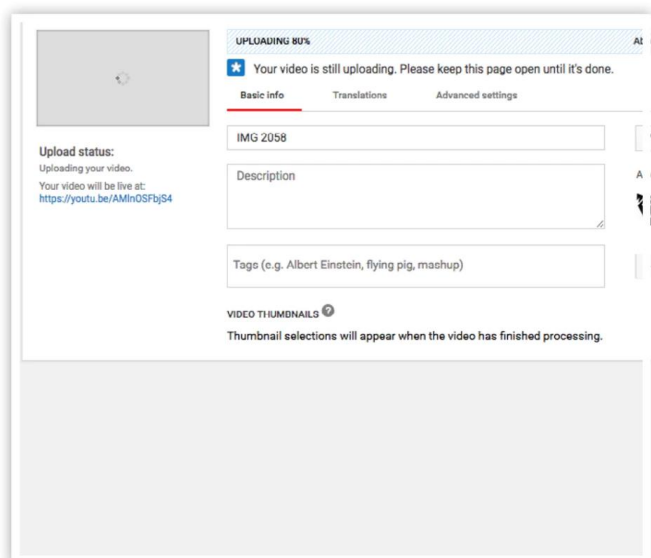 UPLOADING 80%
Your video is still uploading. Please keep this page open until it's done.
Basic info
Translations
Advanced settings
IMG 2058
Upload status:
Uploading your video.
Your video will be live at:
https://youtu.be/AMlnOSFbjS4
Description
Tags (e.g. Albert Einstein, flying pig, mashup)
VIDEO THUMBNAILS ?
Thumbnail selections will appear when the video has finished processing.